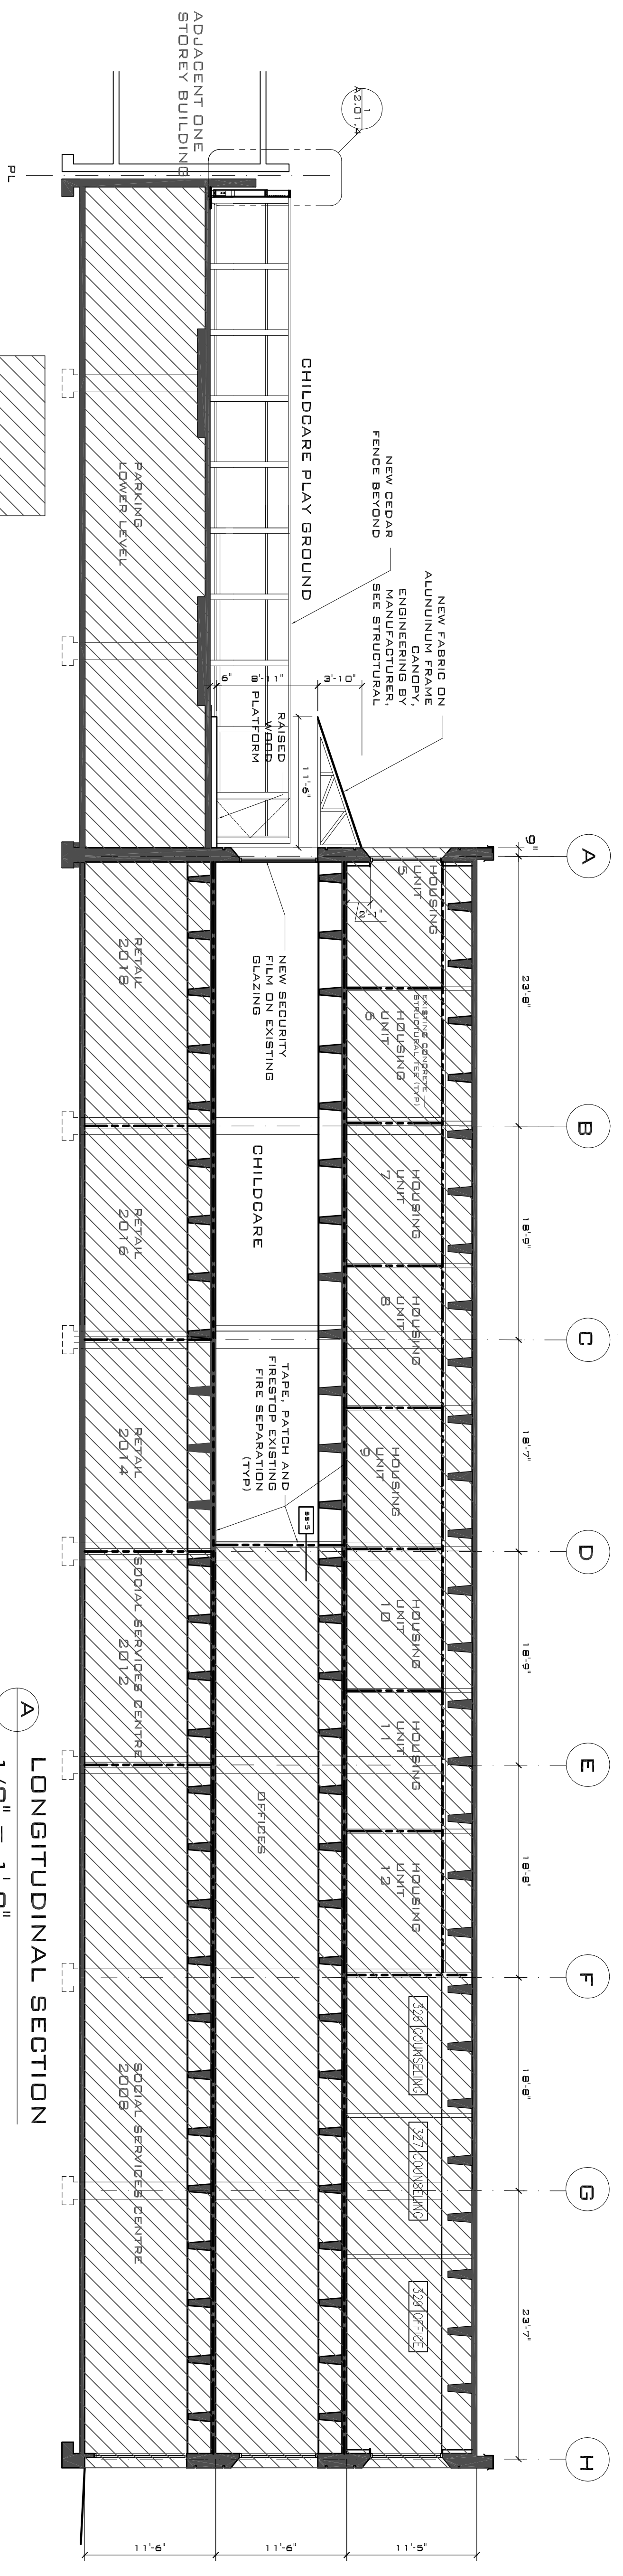 ADJACENT ONE
STOREY BUILDING
PL
1
A2.01.4
PARKING
LOWER LEVEL
CHILDCARE PLAY GROUND
NEW CEDAR
FENCE BEYOND
NEW FABRIC ON
ALUNUINUM FRAME
CANOPY,
ENGINEERING BY
MANUFACTURER,
SEE STRUCTURAL
6"
8'-11"
3'-10"
11'-6"
RAISED
WOOD
PLATFORM
9"
2'-1"
A
23'-8"
B
18'-9"
C
18'-7"
D
18'-9"
E
18'-8"
F
18'-8"
G
23'-7"
H
HOUSING
UNIT
5
EXISTING CONCRETE
STRUCTURAL TEE (TYP)
HOUSING
UNIT
6
HOUSING
UNIT
7
HOUSING
UNIT
8
HOUSING
UNIT
9
HOUSING
UNIT
10
HOUSING
UNIT
11
HOUSING
UNIT
12
326 COUNSELING
327 COUNSELING
329 OFFICE
NEW SECURITY
FILM ON EXISTING
GLAZING
CHILDCARE
TAPE, PATCH AND
FIRESTOP EXISTING
FIRE SEPARATION
(TYP)
OFFICES
RETAIL
2018
RETAIL
2016
RETAIL
2014
SOCIAL SERVICES CENTRE
2012
SOCIAL SERVICES CENTRE
2008
11'-5"
11'-6"
11'-6"
A
LONGITUDINAL SECTION